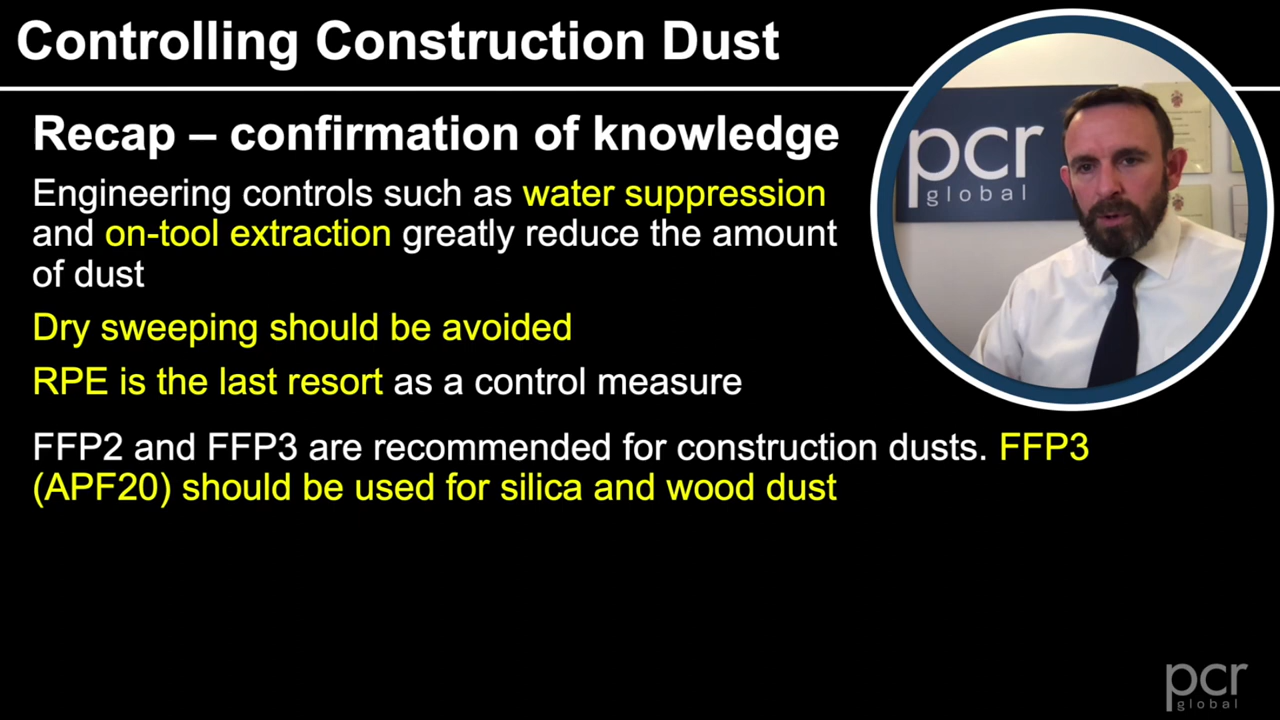 Controlling Construction Dust
Recap – confirmation of knowledge
Engineering controls such as water suppression
and on-tool extraction greatly reduce the amount
of dust
Dry sweeping should be avoided
RPE is the last resort as a control measure
FFP2 and FFP3 are recommended for construction dusts. FFP3
(APF20) should be used for silica and wood dust
pcr
global
pcr
global